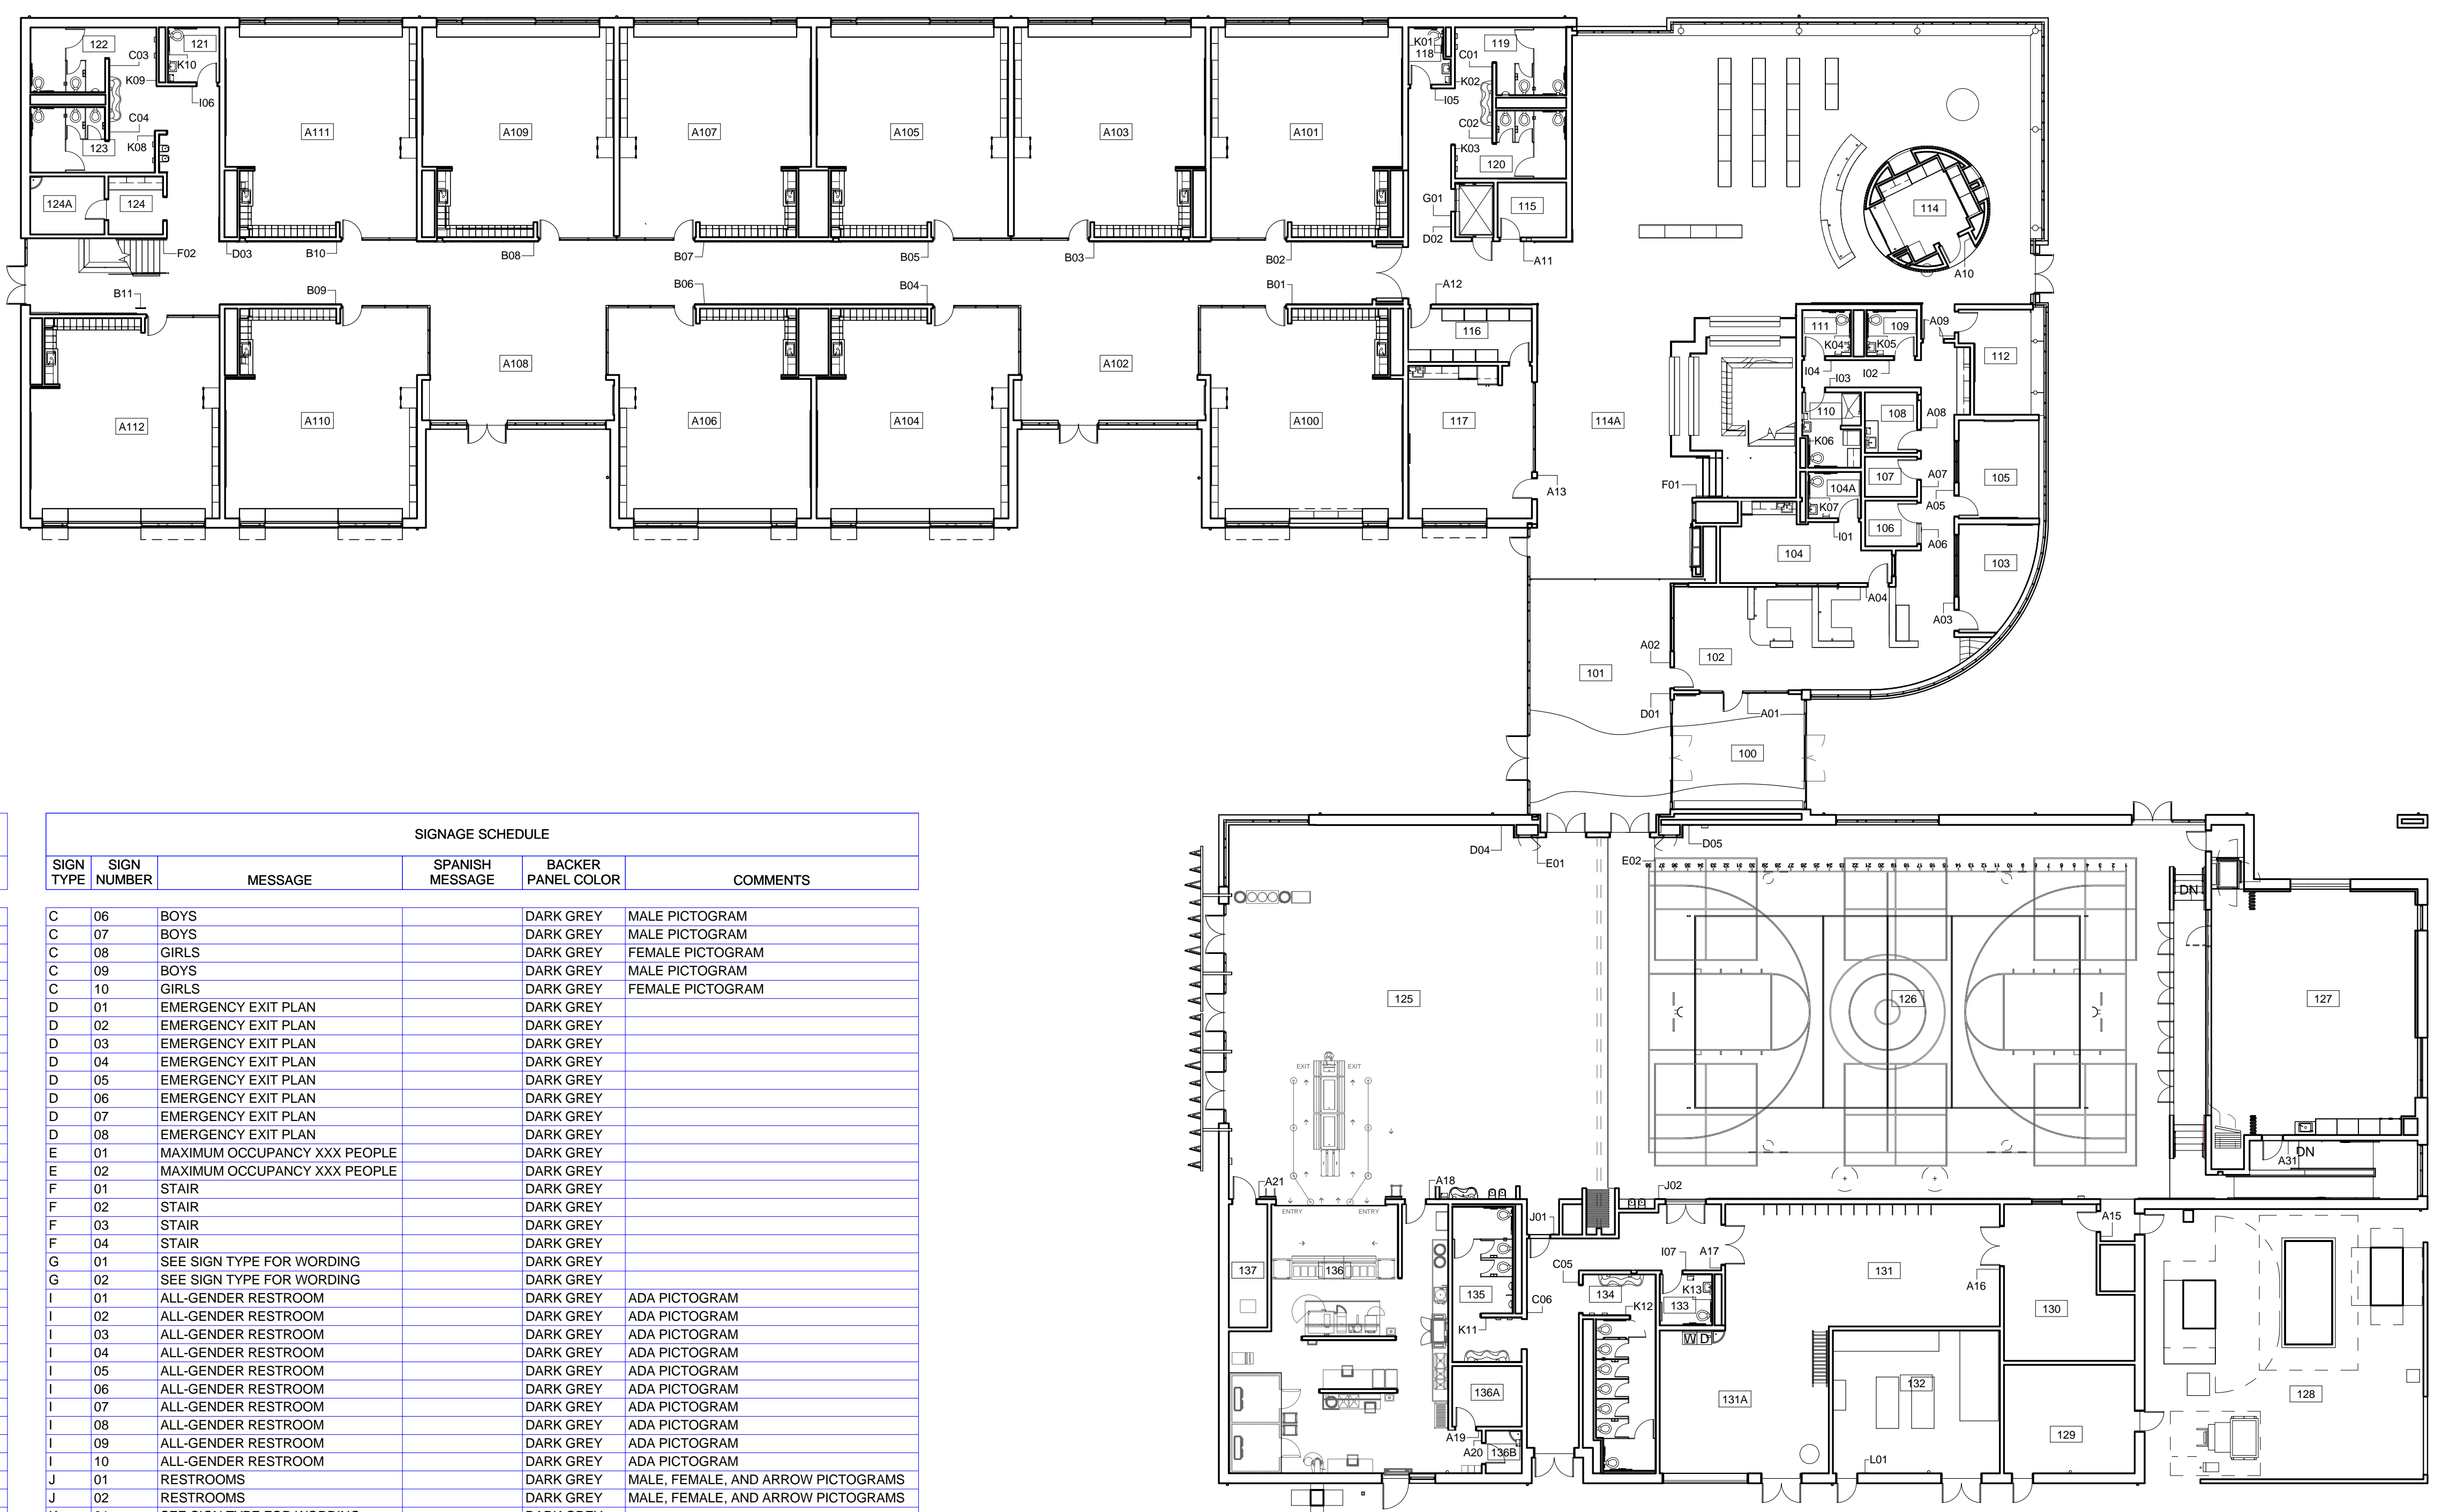 122 C03 121 K10 K09 I06 C04 123 K08 124A 124
A111 A109 A107 A105 A103 A101
K01 118 C01 119 K02 I05 C02 K03 120 G01 115 D02 A11
114 A10
F02 D03 B10 B08 B07 B05 B03 B02
B11 B09 B06 B04 B01 A12
A112 A110 A108 A106 A104 A102 A100
116 117 A13 114A F01
111 K04 109 K05 A09 112 I04 I03 I02
110 K06 108 A08 107 A07 105 A05
104A K07 106 A06 I01 104 103 A04 A03
A02 102 101 D01 A01 100
SIGNAGE SCHEDULE
SIGN TYPE SIGN NUMBER MESSAGE SPANISH MESSAGE BACKER PANEL COLOR COMMENTS
C 06 BOYS DARK GREY MALE PICTOGRAM
C 07 BOYS DARK GREY MALE PICTOGRAM
C 08 GIRLS DARK GREY FEMALE PICTOGRAM
C 09 BOYS DARK GREY MALE PICTOGRAM
C 10 GIRLS DARK GREY FEMALE PICTOGRAM
D 01 EMERGENCY EXIT PLAN DARK GREY
D 02 EMERGENCY EXIT PLAN DARK GREY
D 03 EMERGENCY EXIT PLAN DARK GREY
D 04 EMERGENCY EXIT PLAN DARK GREY
D 05 EMERGENCY EXIT PLAN DARK GREY
D 06 EMERGENCY EXIT PLAN DARK GREY
D 07 EMERGENCY EXIT PLAN DARK GREY
D 08 EMERGENCY EXIT PLAN DARK GREY
E 01 MAXIMUM OCCUPANCY XXX PEOPLE DARK GREY
E 02 MAXIMUM OCCUPANCY XXX PEOPLE DARK GREY
F 01 STAIR DARK GREY
F 02 STAIR DARK GREY
F 03 STAIR DARK GREY
F 04 STAIR DARK GREY
G 01 SEE SIGN TYPE FOR WORDING DARK GREY
G 02 SEE SIGN TYPE FOR WORDING DARK GREY
I 01 ALL-GENDER RESTROOM DARK GREY ADA PICTOGRAM
I 02 ALL-GENDER RESTROOM DARK GREY ADA PICTOGRAM
I 03 ALL-GENDER RESTROOM DARK GREY ADA PICTOGRAM
I 04 ALL-GENDER RESTROOM DARK GREY ADA PICTOGRAM
I 05 ALL-GENDER RESTROOM DARK GREY ADA PICTOGRAM
I 06 ALL-GENDER RESTROOM DARK GREY ADA PICTOGRAM
I 07 ALL-GENDER RESTROOM DARK GREY ADA PICTOGRAM
I 08 ALL-GENDER RESTROOM DARK GREY ADA PICTOGRAM
I 09 ALL-GENDER RESTROOM DARK GREY ADA PICTOGRAM
I 10 ALL-GENDER RESTROOM DARK GREY ADA PICTOGRAM
J 01 RESTROOMS DARK GREY MALE, FEMALE, AND ARROW PICTOGRAMS
J 02 RESTROOMS DARK GREY MALE, FEMALE, AND ARROW PICTOGRAMS
D04 E01 E02 D05
DN
125 126 127
EXIT EXIT
A31 DN
A21 A18 J02
ENTRY ENTRY
J01 A15
137 136 C05 I07 A17 131 A16
135 C06 134 K12 K13 133 130
K11 W D
136A 131A 132 128
A19 A20 136B L01 129